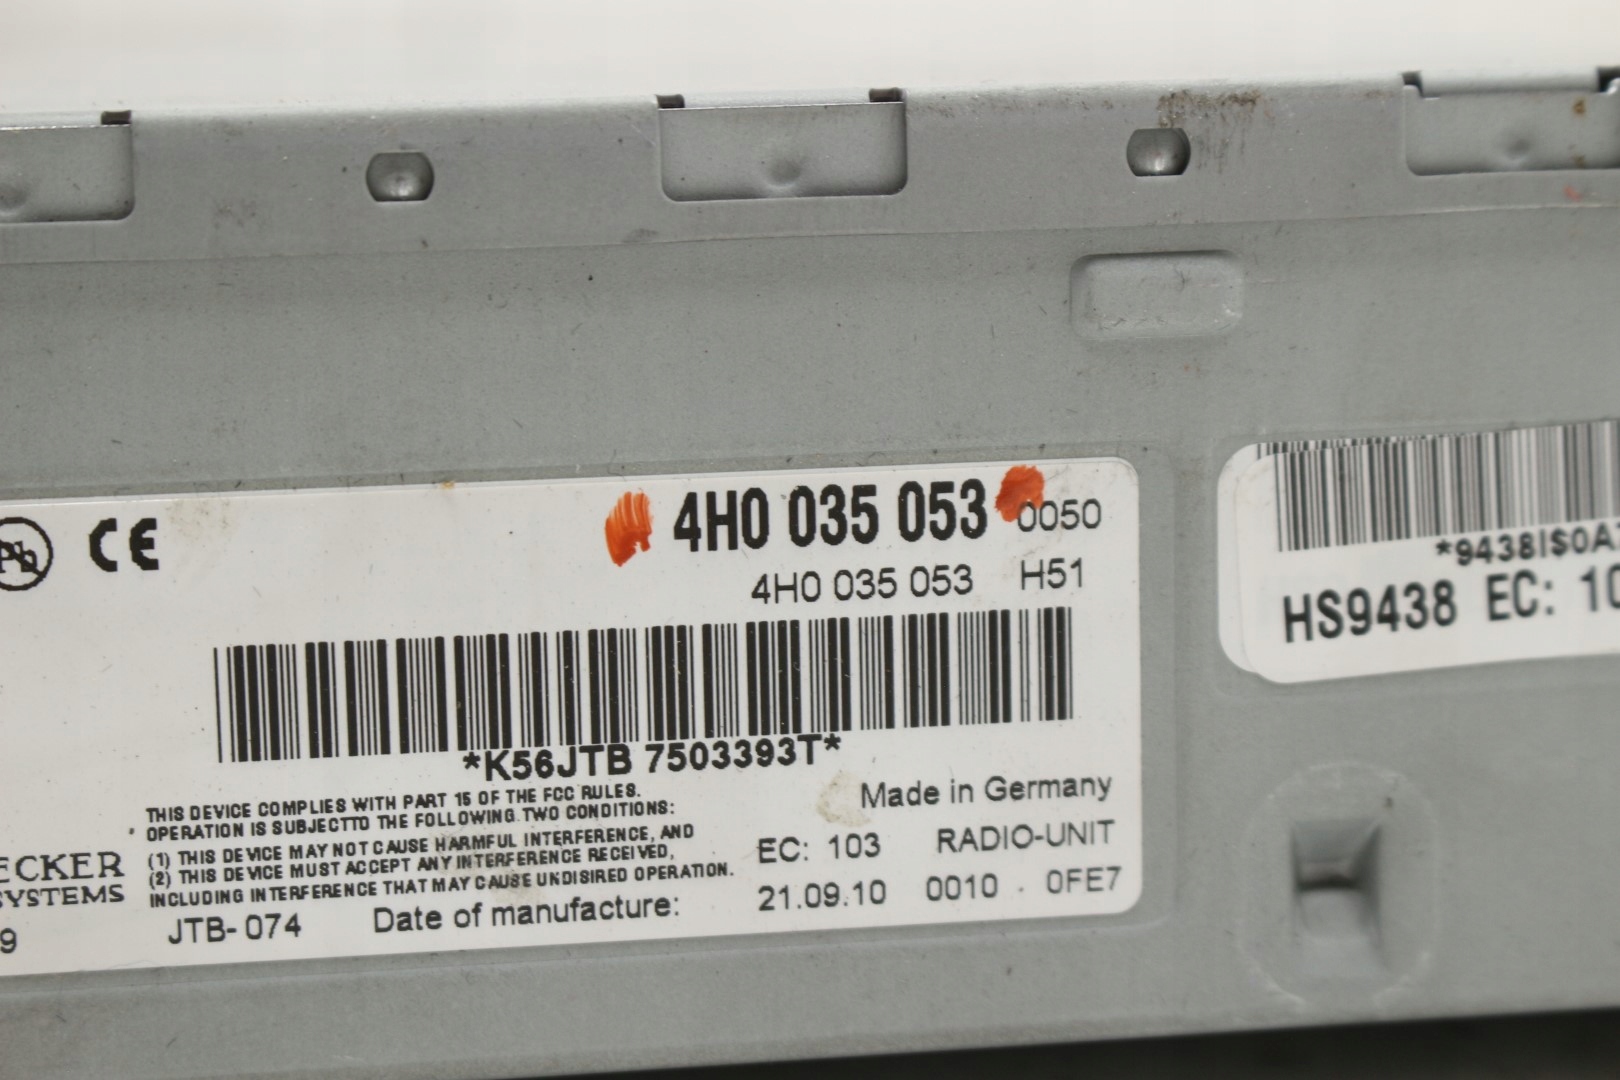 Pb CE 4H0 035 053 0050
4H0 035 053 H51
*K56JTB 7503393T*
THIS DEVICE COMPLIES WITH PART 15 OF THE FCC RULES.
OPERATION IS SUBJECTTO THE FOLLOWING TWO CONDITIONS:
(1) THIS DEVICE MAY NOT CAUSE HARMFUL INTERFERENCE, AND
(2) THIS DEVICE MUST ACCEPT ANY INTERFERENCE RECEIVED,
INCLUDING INTERFERENCE THAT MAY CAUSE UNDISIRED OPERATION.
ECKER
SYSTEMS
Made in Germany
EC: 103 RADIO-UNIT
9 JTB-074 Date of manufacture: 21.09.10 0010 . 0FE7
*9438IS0A
HS9438 EC: 10